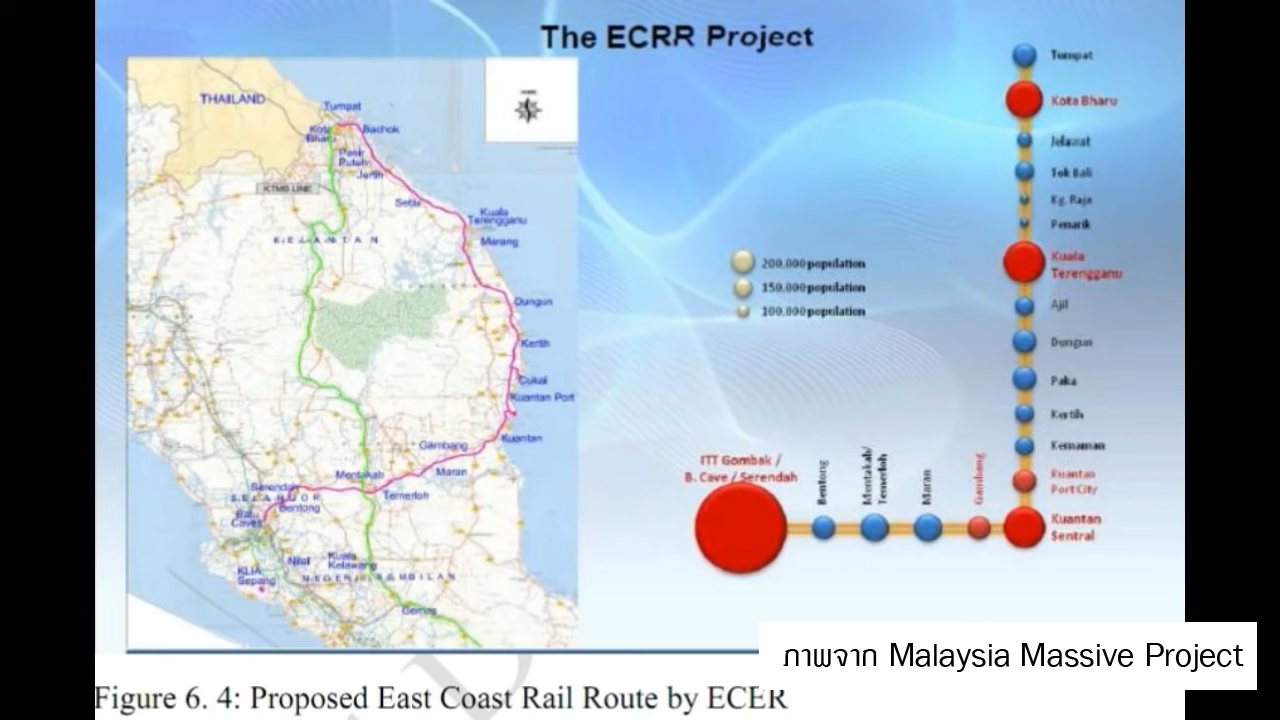 The ECRR Project
THAILAND
Tumpat
Kota
Bharu
Bachok
Pasir
Puteh
Jertih
KTMB LINE
Setiu
Kuala
Terengganu
Marang
KELANTAN
Dungun
Kertih
Cukai
Kuantan Port
Kuantan
Gambang
Maran
Mentakab
Temerloh
Serendah
SELANGOR
Bentong
Batu
Caves
Nilai
Kuala
Kelawang
KLIA
Sepang
NEGERI SEMBILAN
Gemas
200,000 population
150,000 population
100,000 population
Tumpat
Kota Bharu
Jelawat
Tok Bali
Kg. Raja
Penarik
Kuala
Terengganu
Ajil
Dungun
Paka
Kertih
Kemaman
Kuantan
Port City
Kuantan
Sentral
ITT Gombak /
B. Cave / Serendah
Bentong
Mentakab/
Temerloh
Maran
Gambang
ภาพจาก Malaysia Massive Project
Figure 6. 4: Proposed East Coast Rail Route by ECER